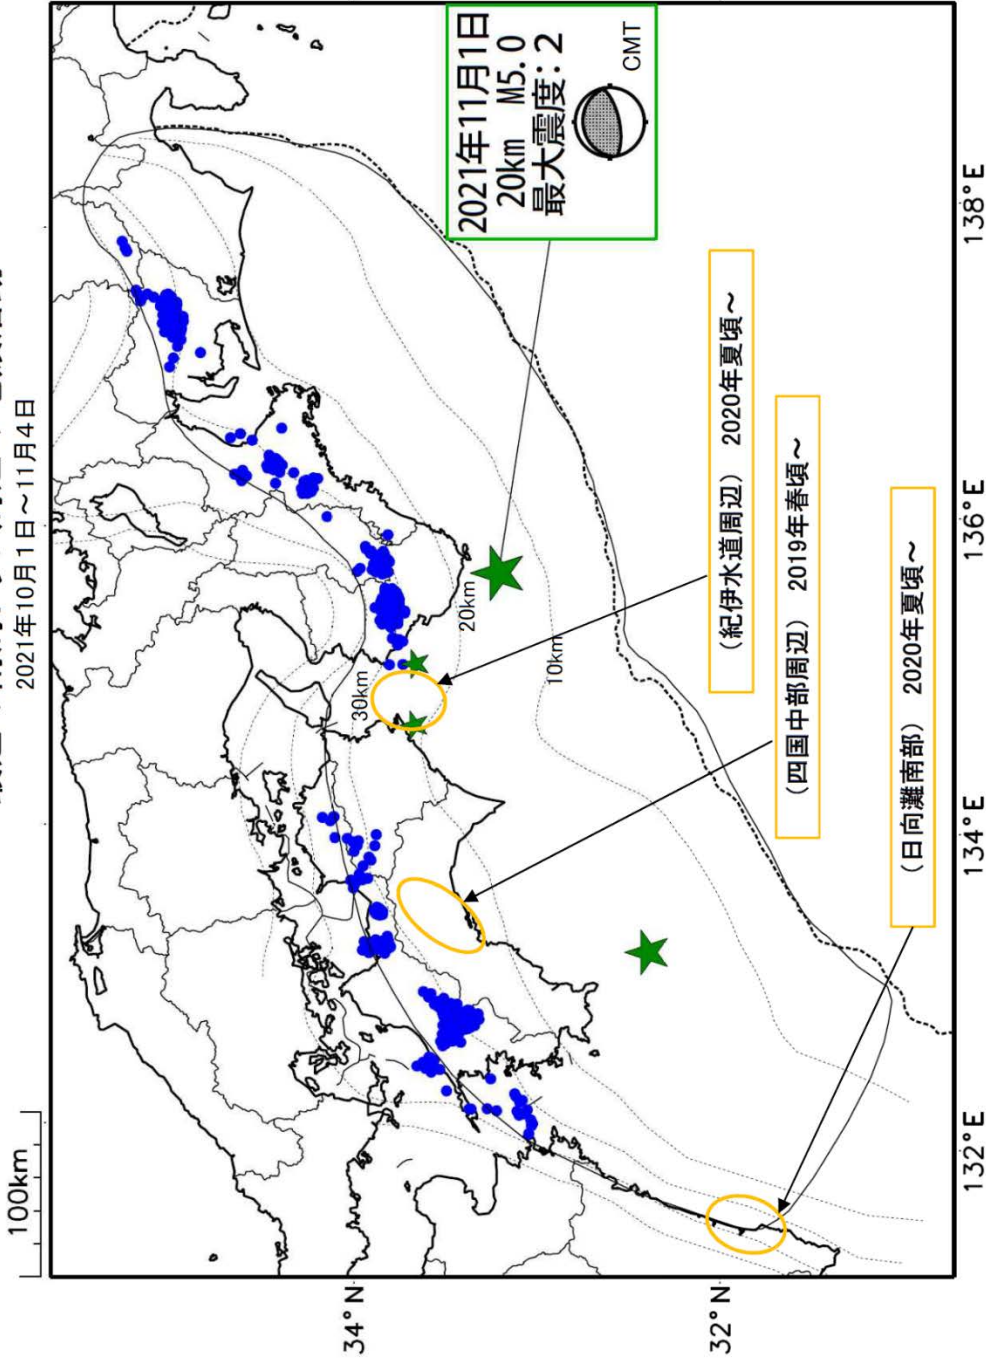 2021年10月1日~11月4日
2021年11月1日
20km M5.0
最大震度:2
CMT
(紀伊水道周辺) 2020年夏頃~
(四国中部周辺) 2019年春頃~
(日向灘南部) 2020年夏頃~
30km
20km
10km
100km
34°N
32°N
132°E
134°E
136°E
138°E